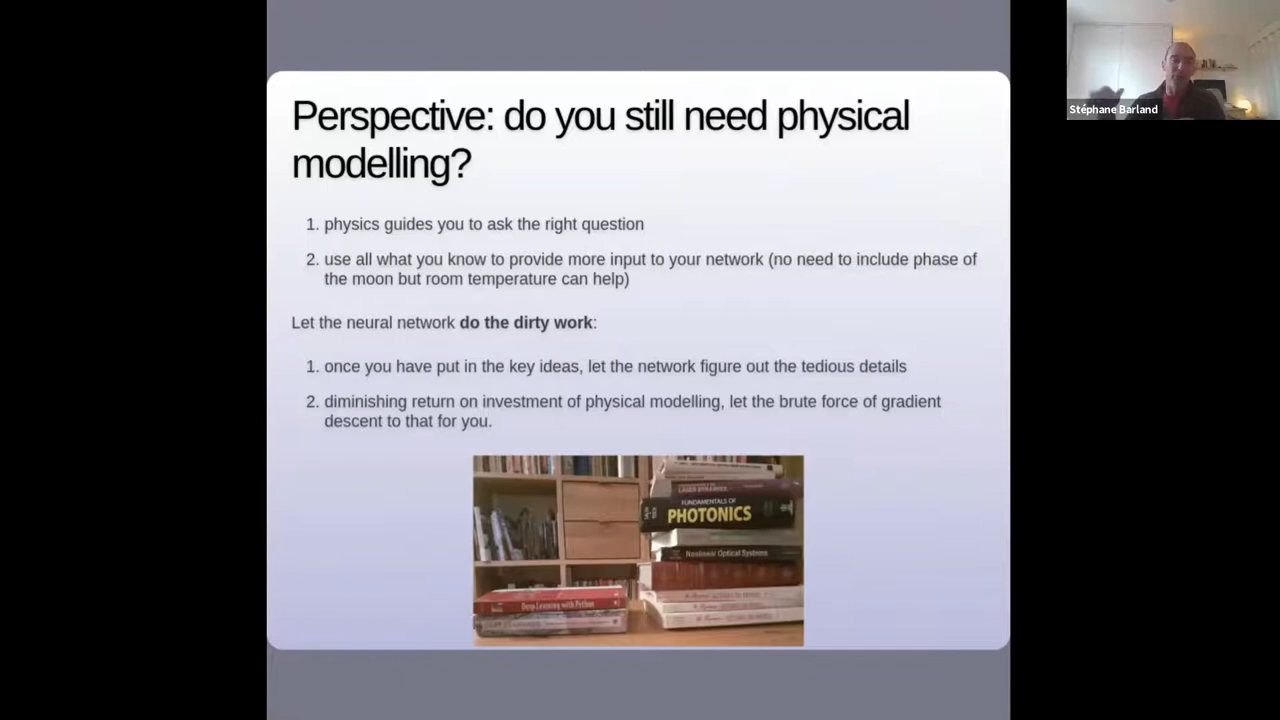 Stéphane Barland
Perspective: do you still need physical
modelling?
1. physics guides you to ask the right question
2. use all what you know to provide more input to your network (no need to include phase of
the moon but room temperature can help)
Let the neural network do the dirty work:
1. once you have put in the key ideas, let the network figure out the tedious details
2. diminishing return on investment of physical modelling, let the brute force of gradient
descent to that for you.
LASER DYNAMICS
FUNDAMENTALS OF
PHOTONICS
Nonlinear Optical Systems
Deep Learning with Python